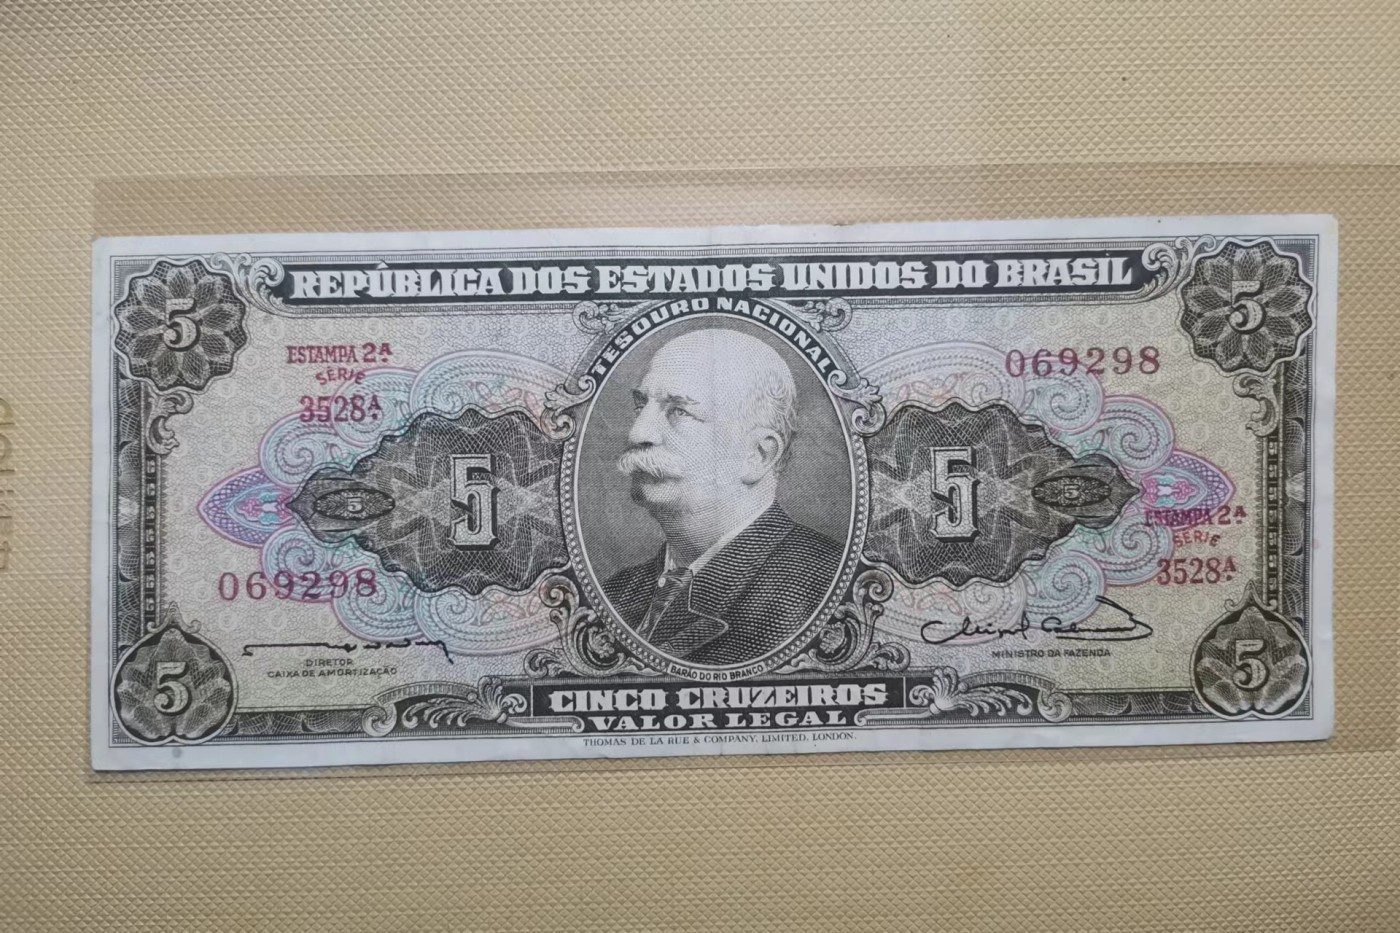 REPÚBLICA DOS ESTADOS UNIDOS DO BRASIL
TESOURO NACIONAL
5
5
ESTAMPA 2ª
SÉRIE
3528ª
069298
5
5
5
5
ESTAMPA 2ª
SÉRIE
3528ª
069298
DIRETOR
CAIXA DE AMORTIZAÇÃO
MINISTRO DA FAZENDA
BARÃO DO RIO BRANCO
5
5
CINCO CRUZEIROS
VALOR LEGAL
THOMAS DE LA RUE & COMPANY, LIMITED, LONDON.